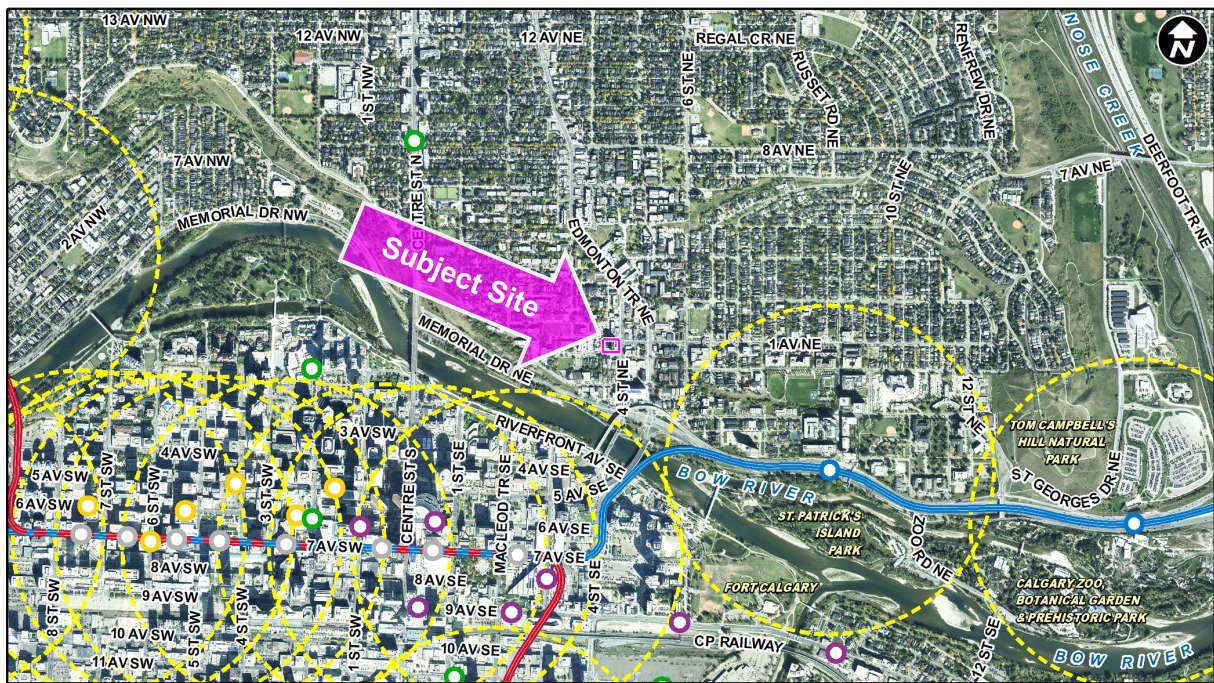 13 AV NW
12 AV NW
12 AV NE
REGAL CR NE
N
1 ST NW
6 ST NE
RUSSET RD NE
RENFREW DR NE
NOSE CREEK
DEERFOOT TR NE
7 AV NW
8 AV NE
7 AV NE
10 ST NE
2 AV NW
MEMORIAL DR NW
CENTRE ST N
EDMONTON TR NE
Subject Site
MEMORIAL DR NE
1 AV NE
4 ST NE
12 ST NE
TOM CAMPBELL'S
HILL NATURAL
PARK
ST GEORGES DR NE
RIVERFRONT AV SE
3 AV SW
4 AV SW
5 AV SW
6 AV SW
7 ST SW
6 ST SW
3 ST SW
CENTRE ST S
1 ST SE
MACLEOD TR SE
4 AV SE
5 AV SE
6 AV SE
7 AV SE
BOW RIVER
ST. PATRICK'S
ISLAND
PARK
ZOO RD NE
7 AV SW
8 AV SW
8 AV SE
9 AV SW
9 AV SE
4 ST SE
FORT CALGARY
CALGARY ZOO,
BOTANICAL GARDEN
& PREHISTORIC PARK
8 ST SW
5 ST SW
4 ST SW
1 ST SW
10 AV SW
10 AV SE
11 AV SW
CP RAILWAY
12 ST SE
BOW RIVER